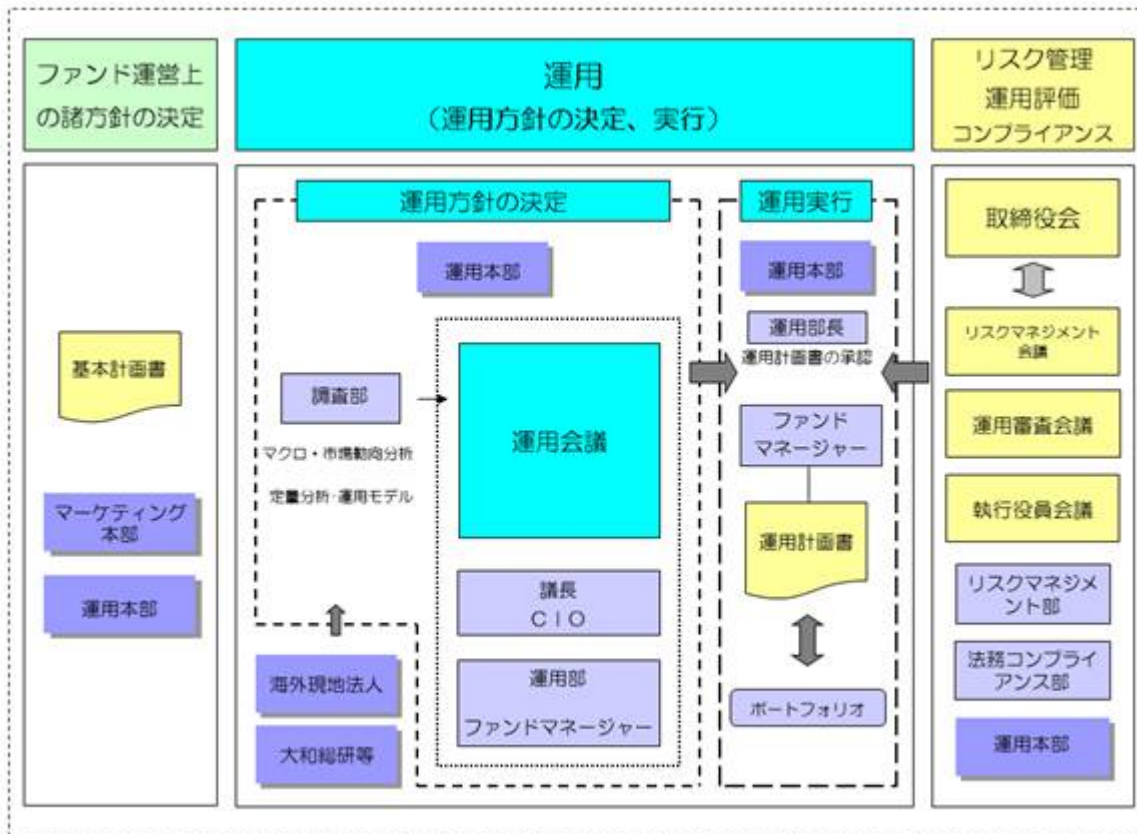 ファンド運営上
の諸方針の決定
運用
（運用方針の決定、実行）
リスク管理
運用評価
コンプライアンス
基本計画書
マーケティング
本部
運用本部
運用方針の決定
運用本部
調査部
マクロ・市場動向分析
定量分析・運用モデル
運用会議
議長
ＣＩＯ
運用部
ファンドマネージャー
海外現地法人
大和総研等
運用実行
運用本部
運用部長
運用計画書の承認
ファンド
マネージャー
運用計画書
ポートフォリオ
取締役会
リスクマネジメント
会議
運用審査会議
執行役員会議
リスクマネジメ
ント部
法務コンプライ
アンス部
運用本部